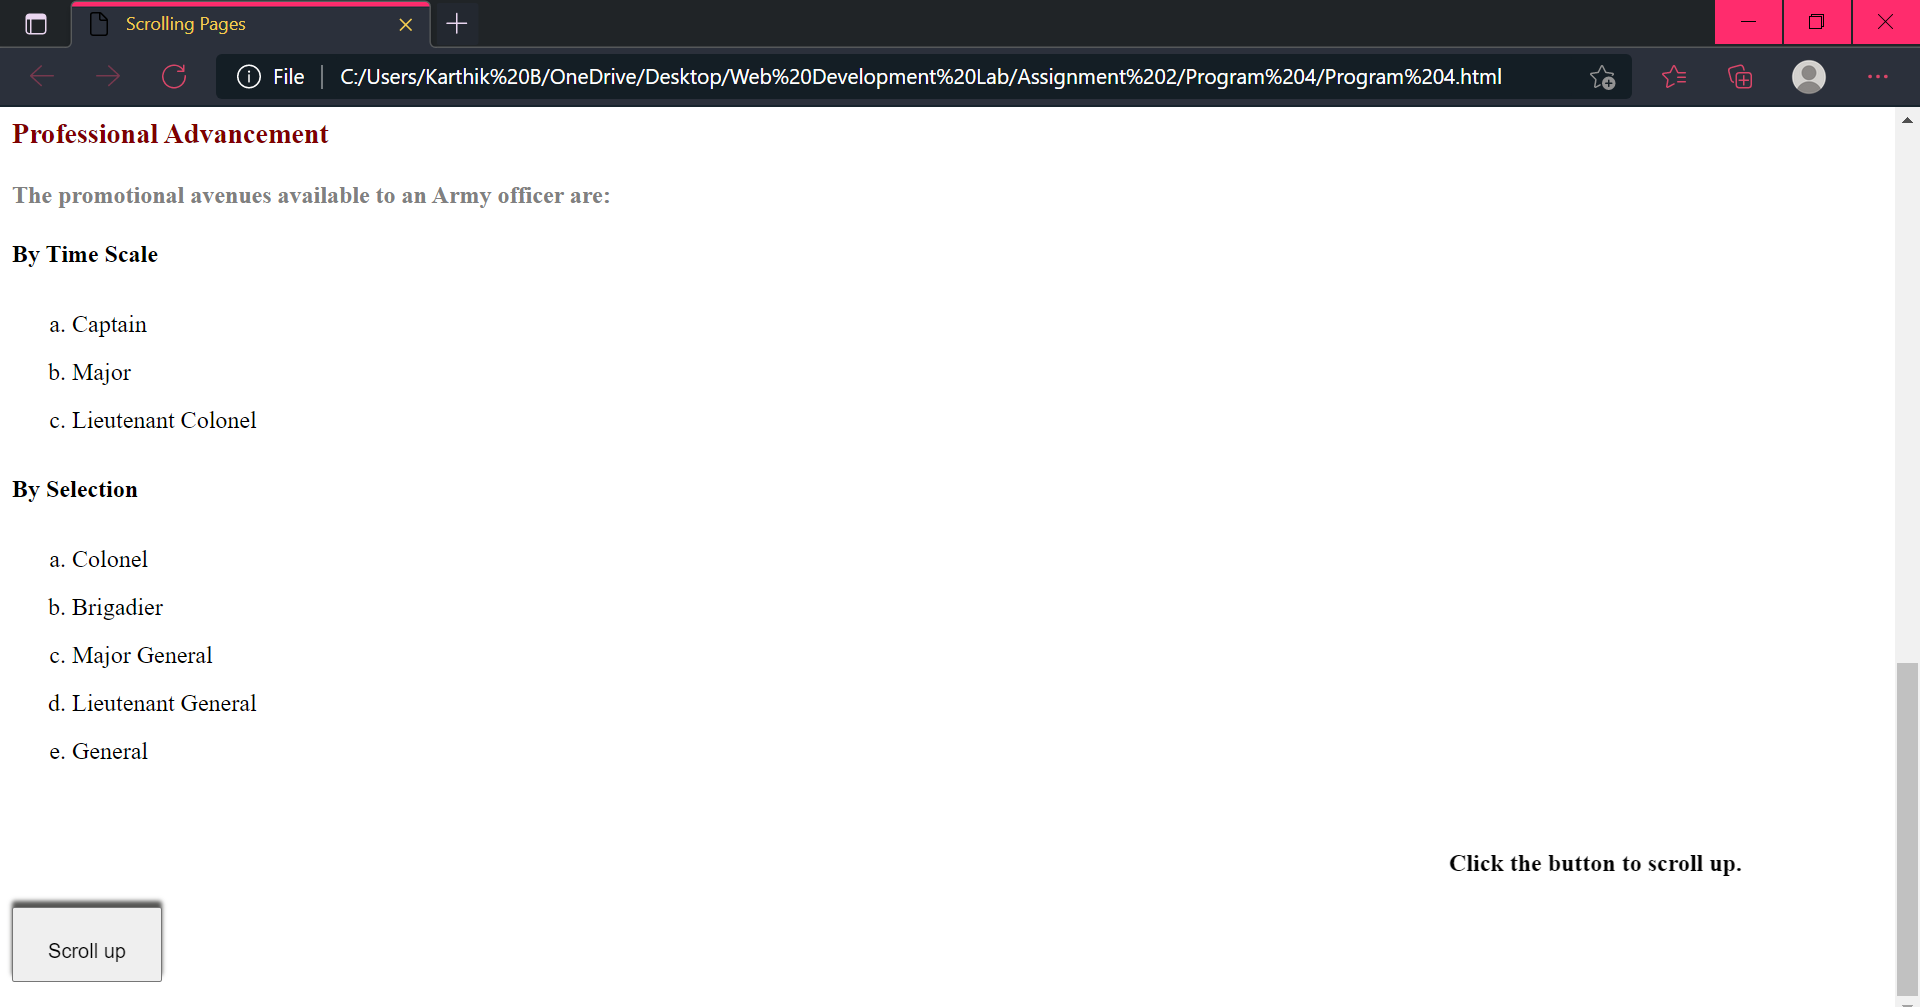 Scrolling Pages
File
C:/Users/Karthik%20B/OneDrive/Desktop/Web%20Development%20Lab/Assignment%202/Program%204/Program%204.html
Professional Advancement
The promotional avenues available to an Army officer are:
By Time Scale
a. Captain
b. Major
c. Lieutenant Colonel
By Selection
a. Colonel
b. Brigadier
c. Major General
d. Lieutenant General
e. General
Click the button to scroll up.
Scroll up